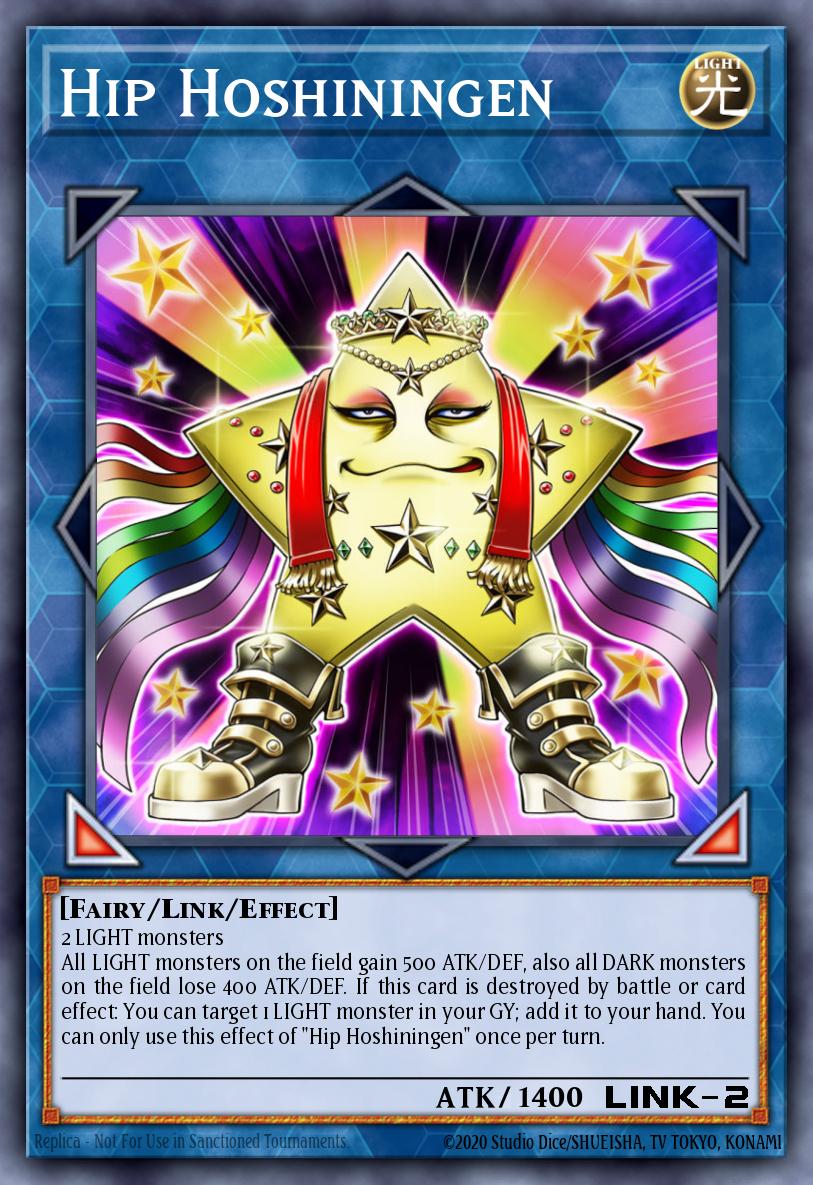 Hip Hoshiningen
LIGHT
光
[Fairy/Link/Effect]
2 LIGHT monsters
All LIGHT monsters on the field gain 500 ATK/DEF, also all DARK monsters
on the field lose 400 ATK/DEF. If this card is destroyed by battle or card
effect: You can target 1 LIGHT monster in your GY; add it to your hand. You
can only use this effect of "Hip Hoshiningen" once per turn.
ATK/1400 LINK-2
Replica - Not For Use in Sanctioned Tournaments. ©2020 Studio Dice/SHUEISHA, TV TOKYO, KONAMI